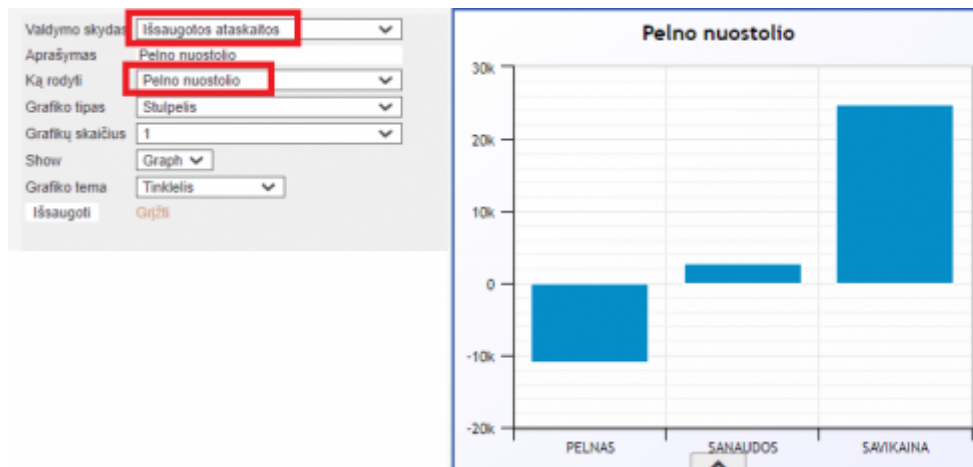 Valdymo skydas Išsaugotos ataskaitos
Aprašymas Pelno nuostolio
Ką rodyti Pelno nuostolio
Grafiko tipas Stulpelis
Grafikų skaičius 1
Show Graph
Grafiko tema Tinklelis
Išsaugoti Grįžti
Pelno nuostolio
30k
20k
10k
0
-10k
-20k
PELNAS SANAUDOS SAVIKAINA